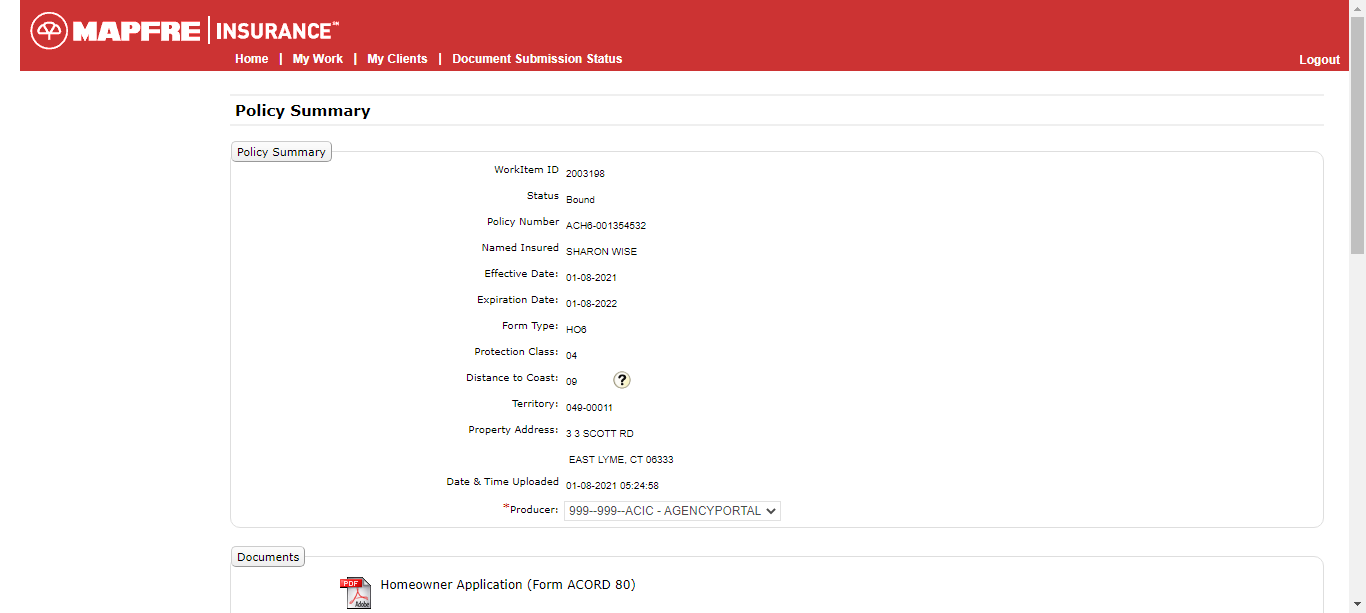 MAPFRE | INSURANCE℠
Home | My Work | My Clients | Document Submission Status
Logout
Policy Summary
Policy Summary
WorkItem ID 2003198
Status Bound
Policy Number ACH6-001354532
Named Insured SHARON WISE
Effective Date: 01-08-2021
Expiration Date: 01-08-2022
Form Type: HO6
Protection Class: 04
Distance to Coast: 09 ?
Territory: 049-00011
Property Address: 3 3 SCOTT RD
EAST LYME, CT 06333
Date & Time Uploaded 01-08-2021 05:24:58
*Producer: 999--999--ACIC - AGENCYPORTAL
Documents
PDF
Adobe
Homeowner Application (Form ACORD 80)